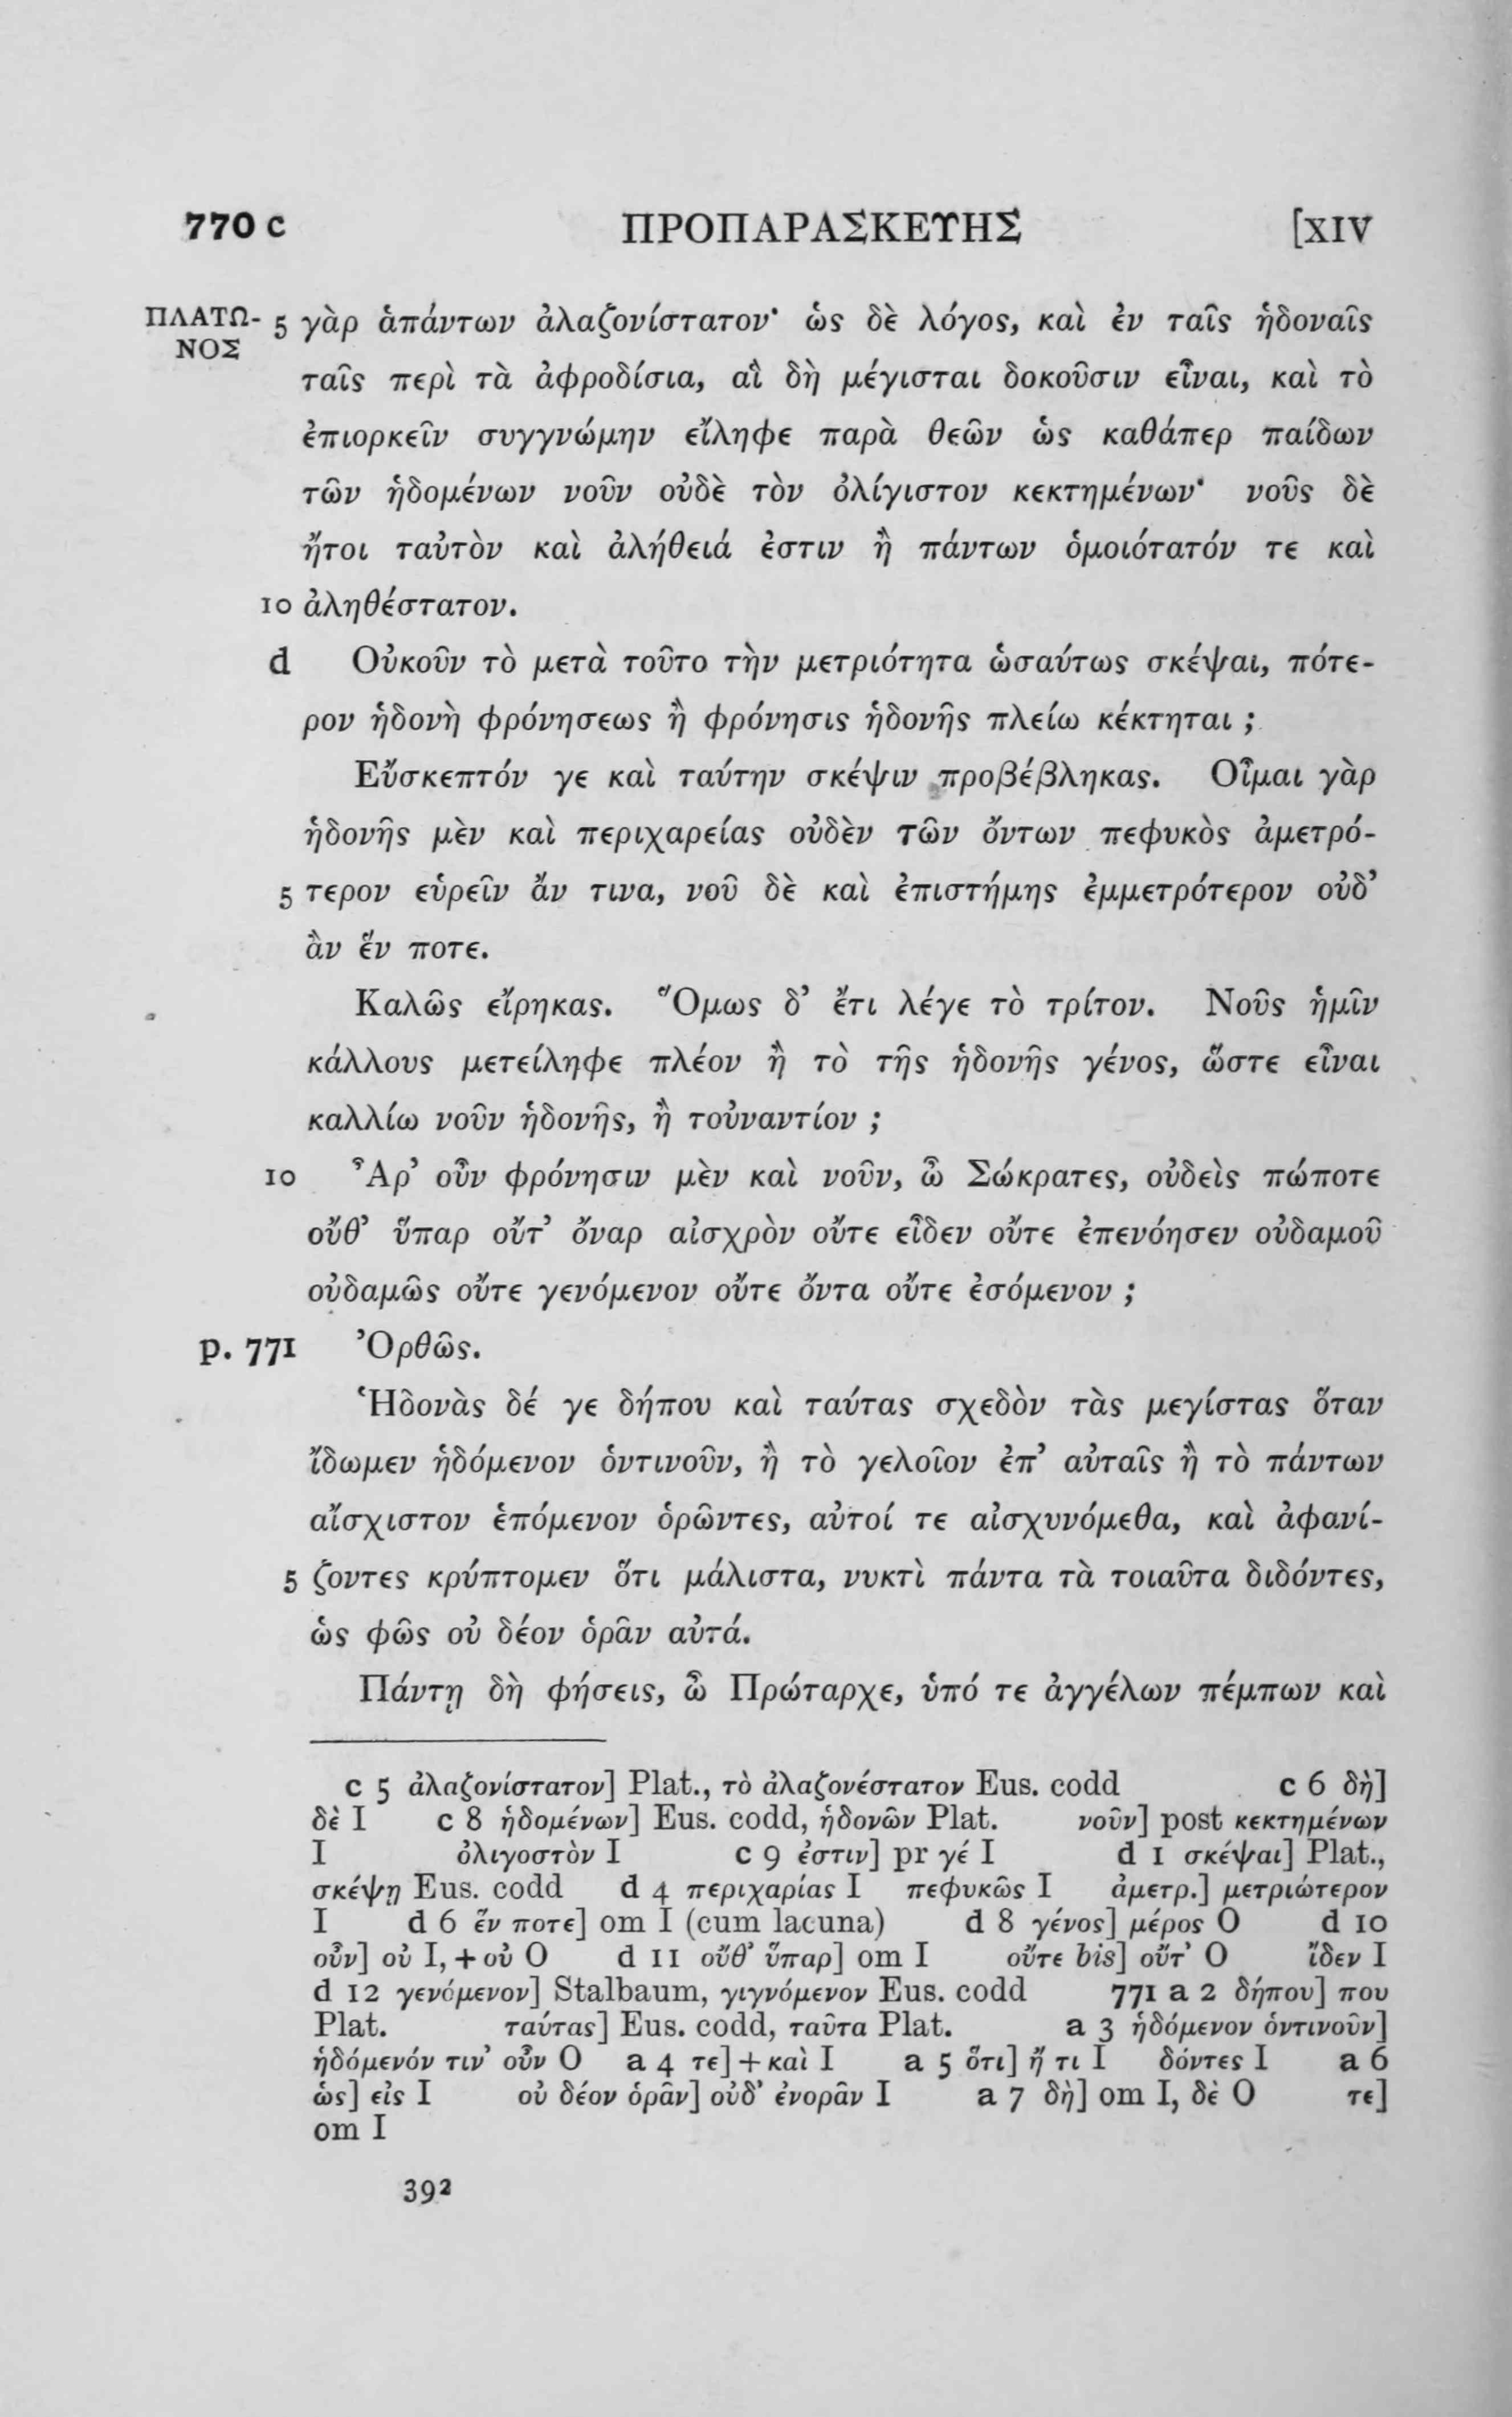 770 c ΠΡΟΠΑΡΑΣΚΕΥΗΣ [XIV
ΠΛΑΤΩ- 5 γὰρ ἁπάντων ἀλαζονίστατον· ὡς δὲ λόγος, καὶ ἐν ταῖς ἡδοναῖς
ΝΟΣ
ταῖς περὶ τὰ ἀφροδίσια, αἳ δὴ μέγισται δοκοῦσιν εἶναι, καὶ τὸ
ἐπιορκεῖν συγγνώμην εἴληφε παρὰ θεῶν ὡς καθάπερ παίδων
τῶν ἡδομένων νοῦν οὐδὲ τὸν ὀλίγιστον κεκτημένων· νοῦς δὲ
ἤτοι ταὐτὸν καὶ ἀλήθειά ἐστιν ἢ πάντων ὁμοιότατόν τε καὶ
10 ἀληθέστατον.
d Οὐκοῦν τὸ μετὰ τοῦτο τὴν μετριότητα ὡσαύτως σκέψαι, πότε-
ρον ἡδονὴ φρόνησεως ἢ φρόνησις ἡδονῆς πλείω κέκτηται ;
Εὔσκεπτόν γε καὶ ταύτην σκέψιν προβέβληκας. Οἶμαι γὰρ
ἡδονῆς μὲν καὶ περιχαρείας οὐδὲν τῶν ὄντων πεφυκὸς ἀμετρό-
5 τερον εὑρεῖν ἄν τινα, νοῦ δὲ καὶ ἐπιστήμης ἐμμετρότερον οὐδ’
ἂν ἕν ποτε.
Καλῶς εἴρηκας. Ὅμως δ’ ἔτι λέγε τὸ τρίτον. Νοῦς ἡμῖν
κάλλους μετείληφε πλέον ἢ τὸ τῆς ἡδονῆς γένος, ὥστε εἶναι
καλλίω νοῦν ἡδονῆς, ἢ τοὐναντίον ;
10 Ἆρ’ οὖν φρόνησιν μὲν καὶ νοῦν, ὦ Σώκρατες, οὐδεὶς πώποτε
οὔθ’ ὕπαρ οὔτ’ ὄναρ αἰσχρὸν οὔτε εἶδεν οὔτε ἐπενόησεν οὐδαμοῦ
οὐδαμῶς οὔτε γενόμενον οὔτε ὄντα οὔτε ἐσόμενον ;
p. 771 Ὀρθῶς.
Ἡδονὰς δέ γε δήπου καὶ ταύτας σχεδὸν τὰς μεγίστας ὅταν
ἴδωμεν ἡδόμενον ὁντινοῦν, ἢ τὸ γελοῖον ἐπ’ αὐταῖς ἢ τὸ πάντων
αἴσχιστον ἑπόμενον ὁρῶντες, αὐτοί τε αἰσχυνόμεθα, καὶ ἀφανί-
5 ζοντες κρύπτομεν ὅτι μάλιστα, νυκτὶ πάντα τὰ τοιαῦτα διδόντες,
ὡς φῶς οὐ δέον ὁρᾶν αὐτά.
Πάντῃ δὴ φήσεις, ὦ Πρώταρχε, ὑπό τε ἀγγέλων πέμπων καὶ
c 5 ἀλαζονίστατον] Plat., τὸ ἀλαζονέστατον Eus. codd c 6 δὴ]
δὲ I c 8 ἡδομένων] Eus. codd, ἡδονῶν Plat. νοῦν] post κεκτημένων
I ὀλιγοστὸν I c 9 ἐστιν] pr γέ I d 1 σκέψαι] Plat.,
σκέψῃ Eus. codd d 4 περιχαρίας I πεφυκῶς I ἀμετρ.] μετριώτερον
I d 6 ἕν ποτε] om I (cum lacuna) d 8 γένος] μέρος O d 10
οὖν] οὐ I, + οὐ O d 11 οὔθ’ ὕπαρ] om I οὔτε bis] οὔτ’ O ἴδεν I
d 12 γενόμενον] Stalbaum, γιγνόμενον Eus. codd 771 a 2 δήπου] που
Plat. ταύτας] Eus. codd, ταῦτα Plat. a 3 ἡδόμενον ὁντινοῦν]
ἡδόμενόν τιν’ οὖν O a 4 τε] + καὶ I a 5 ὅτι] ἤ τι I δόντες I a 6
ὡς] εἰς I οὐ δέον ὁρᾶν] οὐδ’ ἐνορᾶν I a 7 δὴ] om I, δὲ O τε]
om I
392